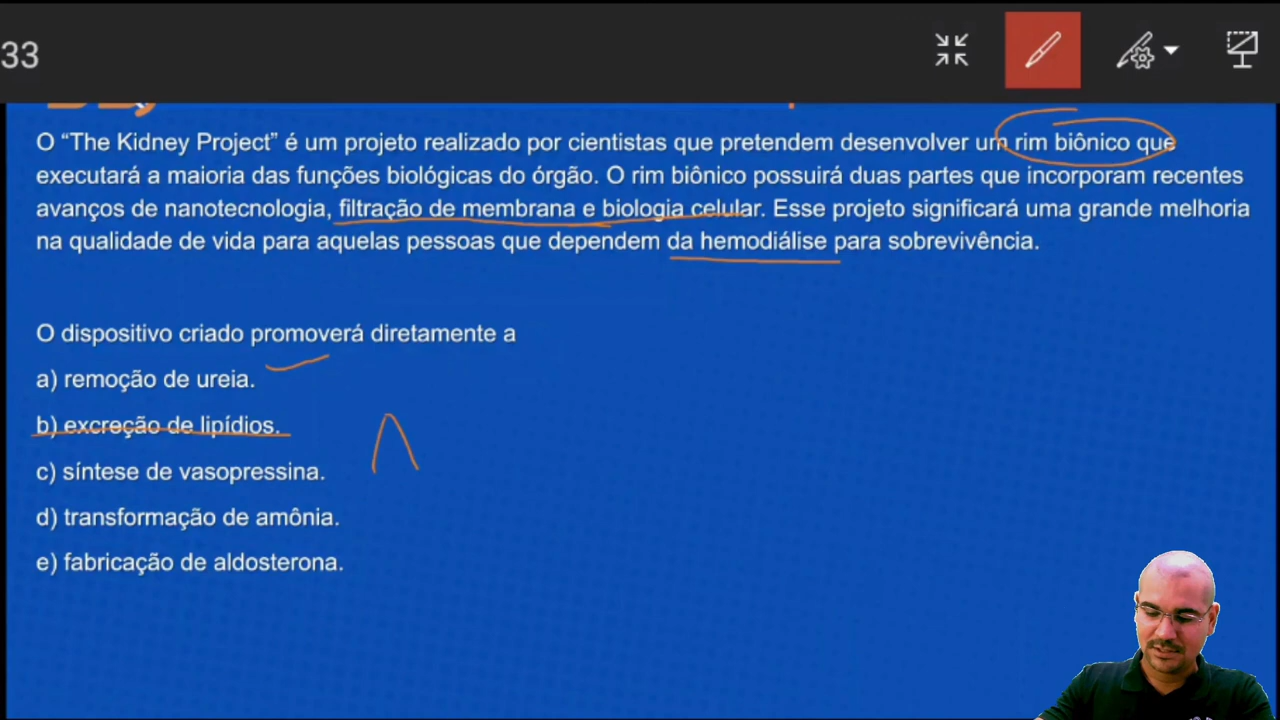 33
O “The Kidney Project” é um projeto realizado por cientistas que pretendem desenvolver um rim biônico que
executará a maioria das funções biológicas do órgão. O rim biônico possuirá duas partes que incorporam recentes
avanços de nanotecnologia, filtração de membrana e biologia celular. Esse projeto significará uma grande melhoria
na qualidade de vida para aquelas pessoas que dependem da hemodiálise para sobrevivência.
O dispositivo criado promoverá diretamente a
a) remoção de ureia.
b) excreção de lipídios.
c) síntese de vasopressina.
d) transformação de amônia.
e) fabricação de aldosterona.